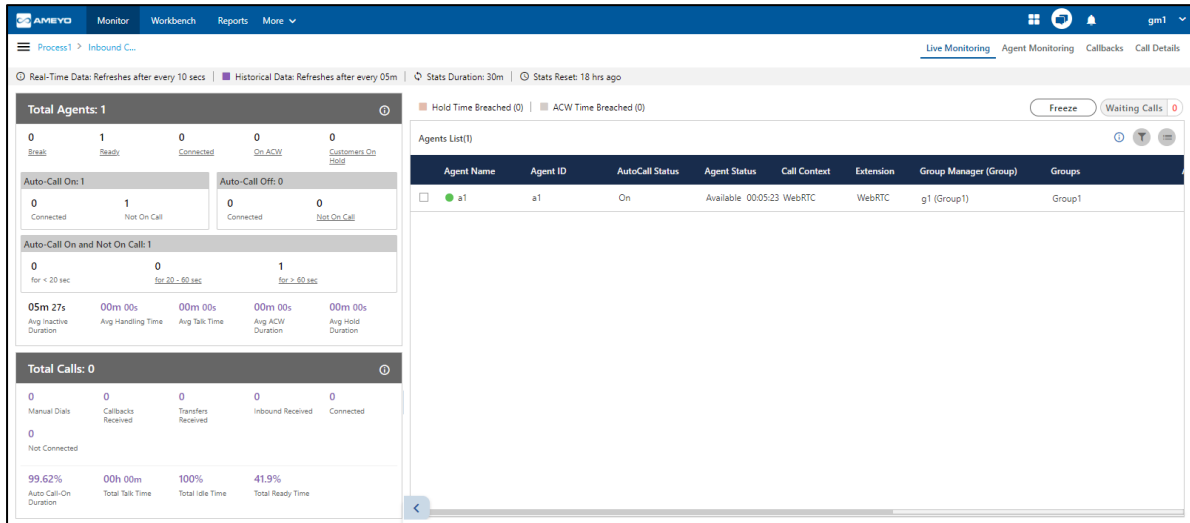 AMEYO Monitor Workbench Reports More gm1
Process1 > Inbound C... Live Monitoring Agent Monitoring Callbacks Call Details
Real-Time Data: Refreshes after every 10 secs Historical Data: Refreshes after every 05m Stats Duration: 30m Stats Reset: 18 hrs ago
Total Agents: 1
0 1 0 0 0
Break Ready Connected On ACW Customers On
Hold
Auto-Call On: 1 Auto-Call Off: 0
0 1 0 0
Connected Not On Call Connected Not On Call
Auto-Call On and Not On Call: 1
0 0 1
for < 20 sec for 20 - 60 sec for > 60 sec
05m 27s 00m 00s 00m 00s 00m 00s 00m 00s
Avg Inactive Avg Handling Time Avg Talk Time Avg ACW Avg Hold
Duration Duration Duration
Total Calls: 0
0 0 0 0 0
Manual Dials Callbacks Transfers Inbound Received Connected
Received Received
0
Not Connected
99.62% 00h 00m 100% 41.9%
Auto Call-On Total Talk Time Total Idle Time Total Ready Time
Duration
Hold Time Breached (0) ACW Time Breached (0) Freeze Waiting Calls 0
Agents List(1)
Agent Name Agent ID AutoCall Status Agent Status Call Context Extension Group Manager (Group) Groups
a1 a1 On Available 00:05:23 WebRTC WebRTC g1 (Group1) Group1